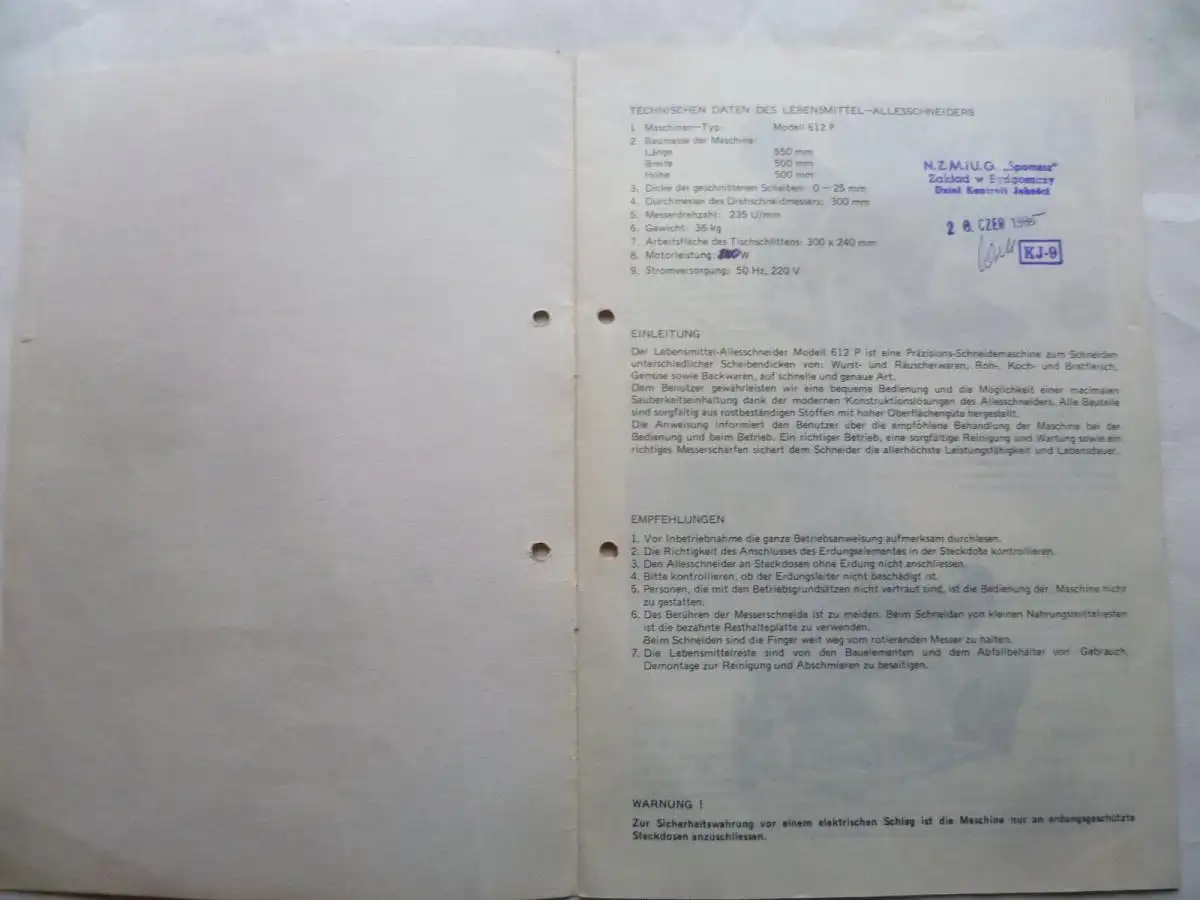 TECHNISCHEN DATEN DES LEBENSMITTEL-ALLESSCHNEIDERS
1. Maschinen-Typ: Modell 612 P
2. Baumasse der Maschine:
Länge 550 mm
Breite 500 mm
Höhe 500 mm
3. Dicke der geschnittenen Scheiben: 0 — 25 mm
4. Durchmesser des Drehschneidmessers: 300 mm
5. Messerdrehzahl: 235 U/min
6. Gewicht: 35 kg
7. Arbeitsfläche des Tischschlittens: 300 x 240 mm
8. Motorleistung: W
9. Stromversorgung: 50 Hz, 220 V
N.Z.M.i U.G. „Spomasz"
Zakład w Bydgoszczy
Dział Kontroli Jakości
2 8. CZER 1985
KJ-9
EINLEITUNG
Der Lebensmittel-Allesschneider Modell 612 P ist eine Präzisions-Schneidemaschine zum Schneiden
unterschiedlicher Scheibendicken von: Wurst- und Räuscherwaren, Roh-, Koch- und Bratfleisch,
Gemüse sowie Backwaren, auf schnelle und genaue Art.
Dem Benutzer gewährleisten wir eine bequeme Bedienung und die Möglichkeit einer macimalen
Sauberkeitseinhaltung dank der modernen Konstruktionslösungen des Allesschneiders. Alle Bauteile
sind sorgfältig aus rostbeständigen Stoffen mit hoher Oberflächengüte hergestellt.
Die Anweisung informiert den Benutzer über die empfohlene Behandlung der Maschine bei der
Bedienung und beim Betrieb. Ein richtiger Betrieb, eine sorgfältige Reinigung und Wartung sowie ein
richtiges Messerschärfen sichert dem Schneider die allerhöchste Leistungsfähigkeit und Lebensdauer.
EMPFEHLUNGEN
1. Vor Inbetriebnahme die ganze Betriebsanweisung aufmerksam durchlesen.
2. Die Richtigkeit des Anschlusses des Erdungselementes in der Steckdote kontrollieren.
3. Den Allesschneider an Steckdosen ohne Erdung nicht anschliessen.
4. Bitte kontrollieren, ob der Erdungsleiter nicht beschädigt ist.
5. Personen, die mit den Betriebsgrundsätzen nicht vertraut sind, ist die Bedienung der Maschine nicht
zu gestatten.
6. Das Berühren der Messerschneide ist zu meiden. Beim Schneiden von kleinen Nahrungsmittelresten
ist die bezahnte Resthalteplatte zu verwenden.
Beim Schneiden sind die Finger weit weg vom rotierenden Messer zu halten.
7. Die Lebensmittelreste sind von den Bauelementen und dem Abfallbehälter von Gebrauch,
Demontage zur Reinigung und Abschmieren zu beseitigen.
WARNUNG !
Zur Sicherheitswahrung vor einem elektrischen Schlag ist die Maschine nur an erdungsgeschützte
Steckdosen anzuschliessen.